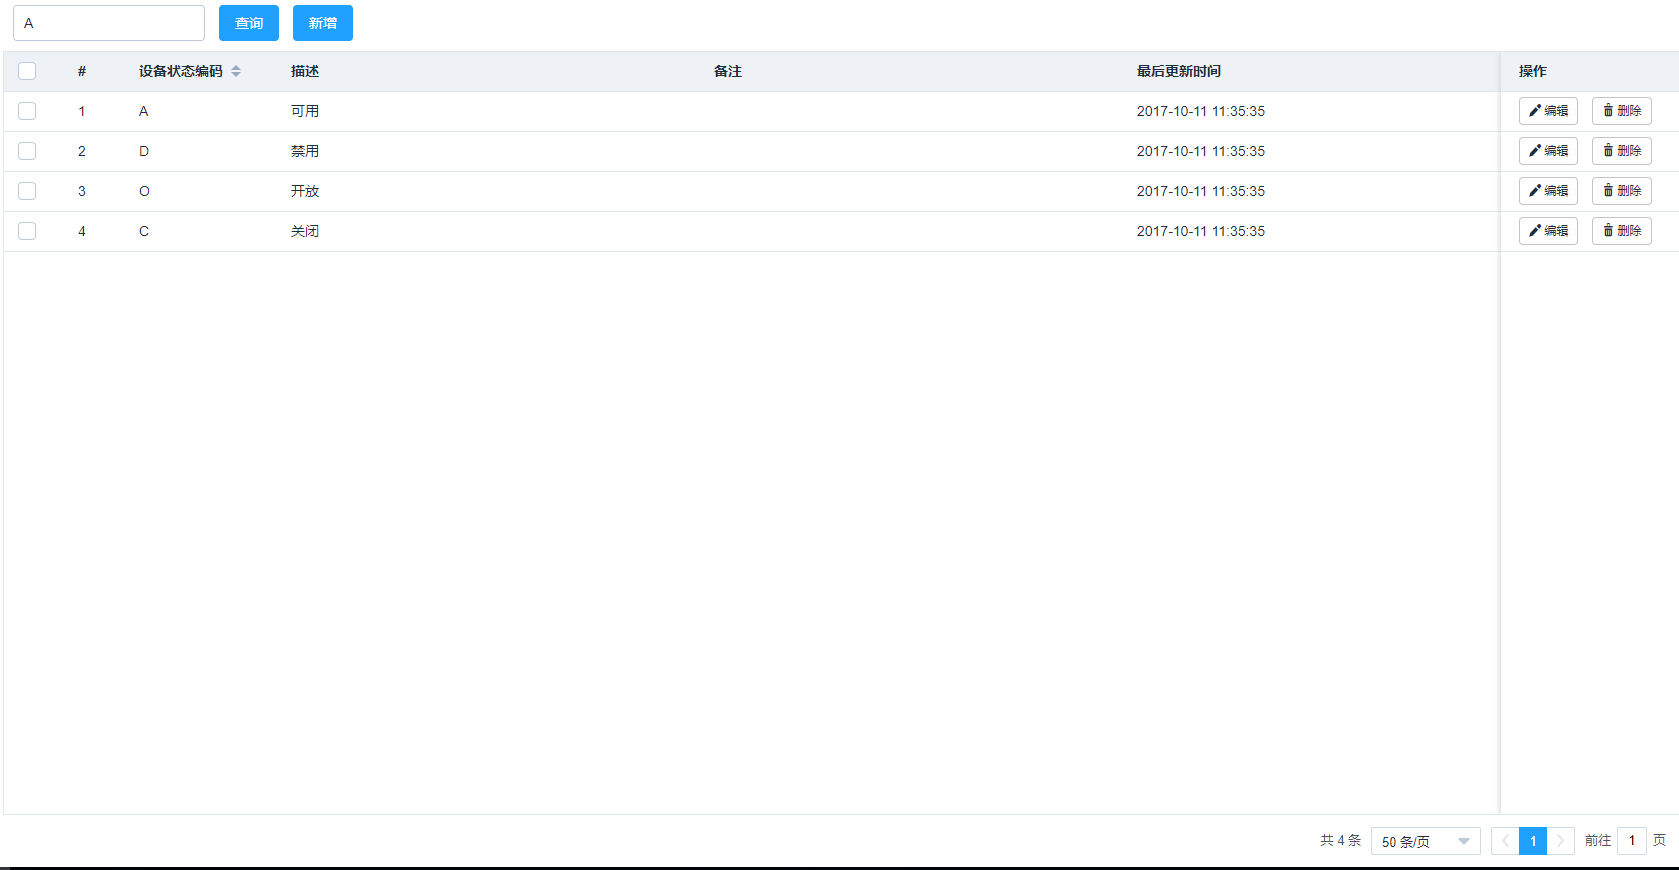 A 查询 新增
# 设备状态编码 描述 备注 最后更新时间 操作
1 A 可用 2017-10-11 11:35:35 编辑 删除
2 D 禁用 2017-10-11 11:35:35 编辑 删除
3 O 开放 2017-10-11 11:35:35 编辑 删除
4 C 关闭 2017-10-11 11:35:35 编辑 删除
共 4 条 50 条/页 1 前往 1 页